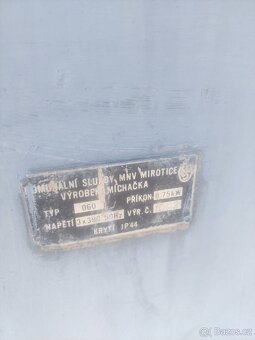 KOMUNÁLNÍ SLUŽBY MNV MIROTICE
VÝROBEK MÍCHAČKA
TYP 060 PŘÍKON 0,75kW
NAPĚTÍ 3x380 50Hz VÝR. Č.
KRYTÍ IP44
© Bazos.cz